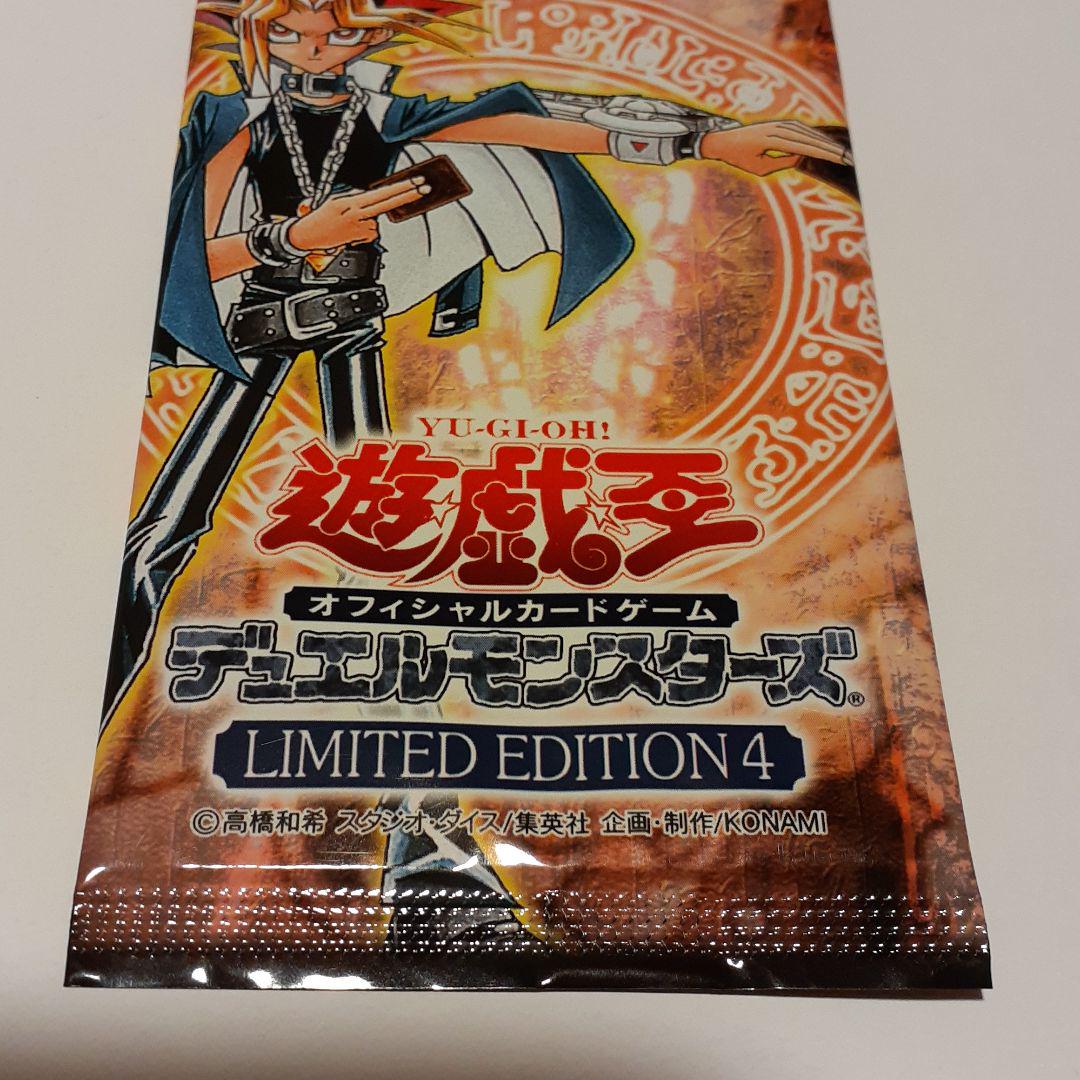 YU-GI-OH!
遊戯王
オフィシャルカードゲーム
デュエルモンスターズ®
LIMITED EDITION 4
©高橋和希 スタジオ・ダイス/集英社 企画・制作/KONAMI